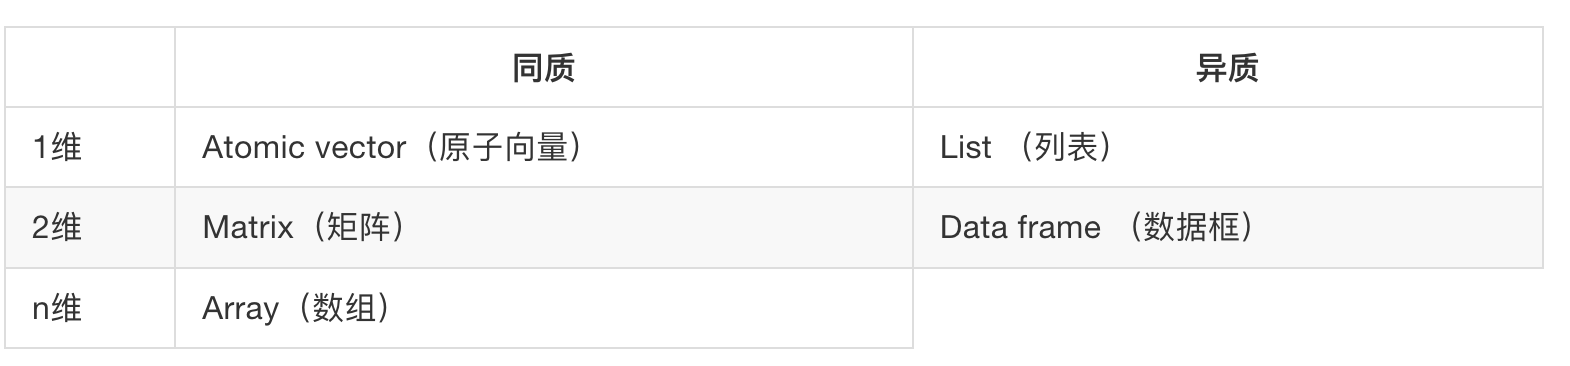 同质 异质
1维 Atomic vector（原子向量） List （列表）
2维 Matrix（矩阵） Data frame （数据框）
n维 Array（数组）